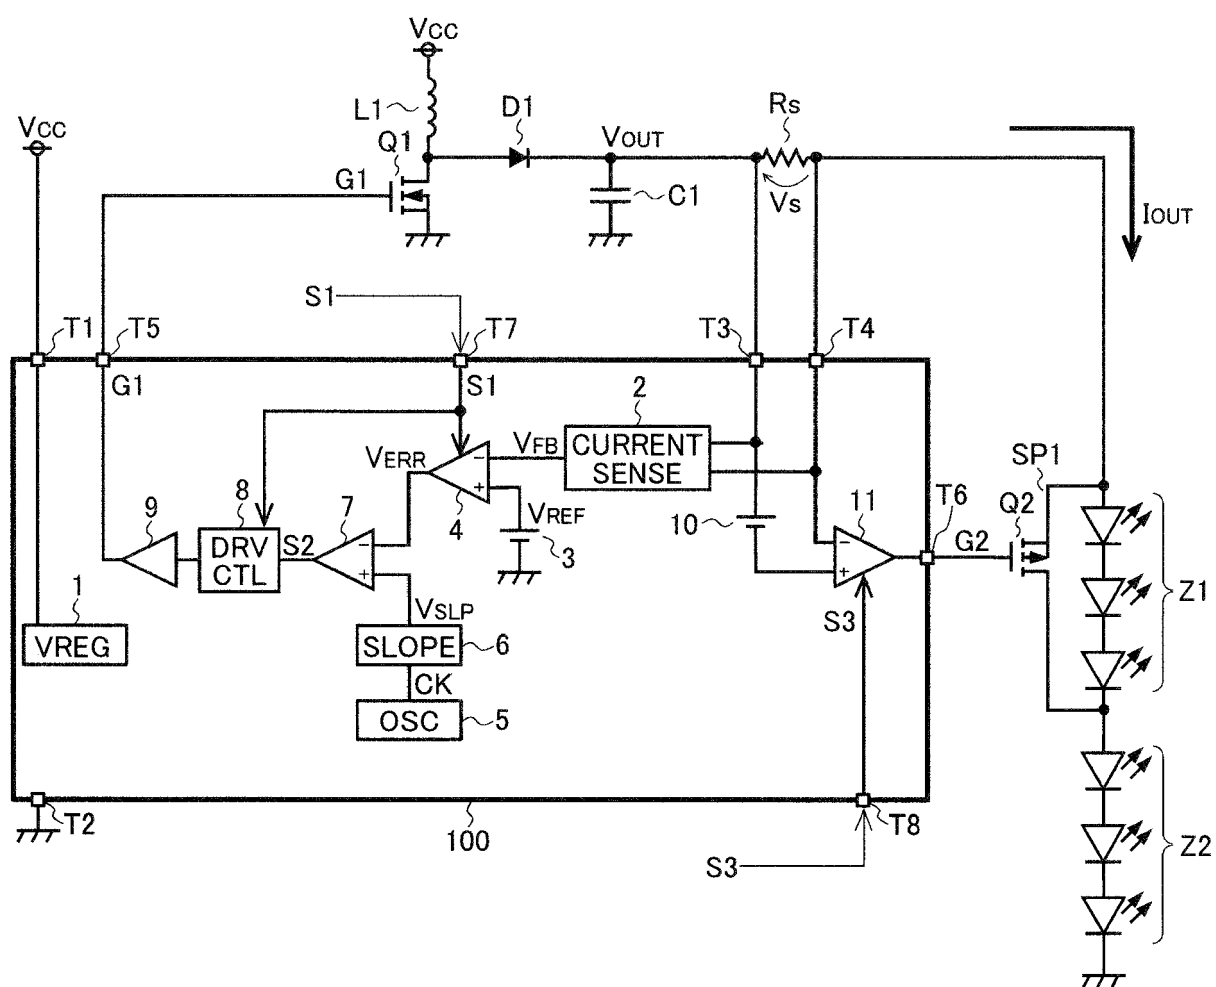 VCC
L1
D1
Rs
VCC
Q1
VOUT
G1
C1
Vs
IOUT
S1
T1
T5
T7
T3
T4
G1
S1
2
CURRENT
SENSE
VFB
VERR
−
+
4
SP1
11
T6
Q2
9
8
7
VREF
10
DRV
CTL
S2
−
+
3
−
+
G2
Z1
1
VREG
VSLP
S3
SLOPE
6
CK
OSC
5
T2
100
T8
S3
Z2